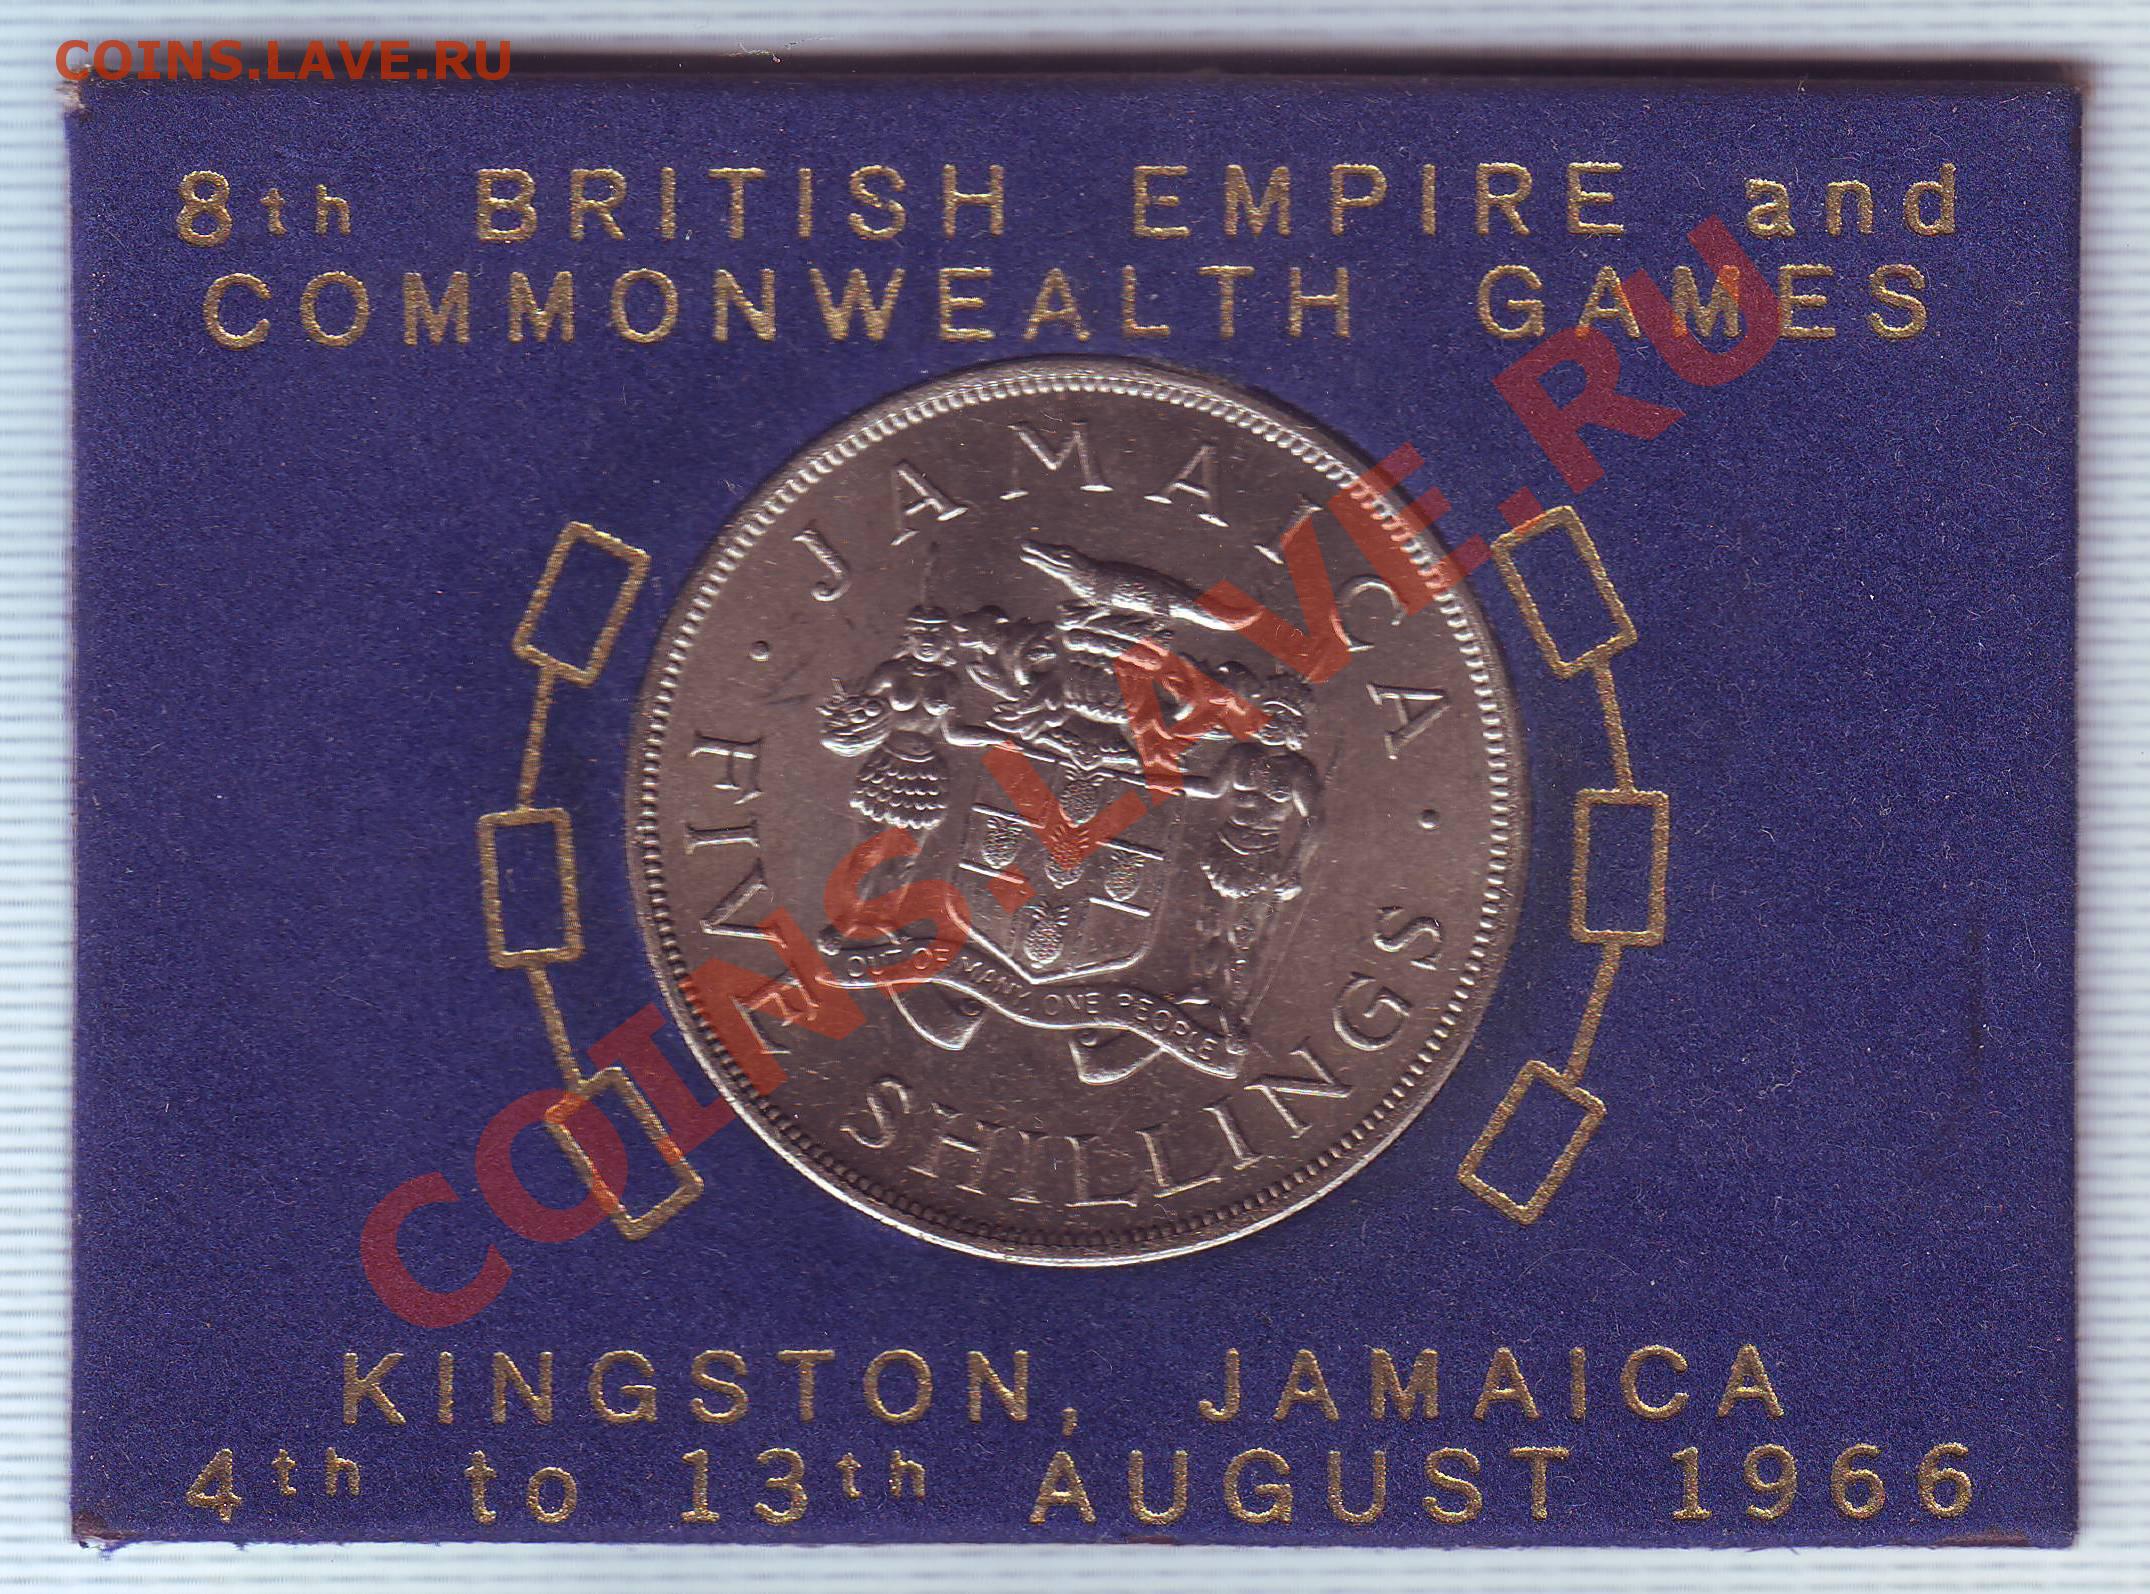 COINS.LAVE.RU
8th BRITISH EMPIRE and
COMMONWEALTH GAMES
· JAMAICA ·
FIVE SHILLINGS
OUT OF MANY, ONE PEOPLE
COINS.LAVE.RU
KINGSTON, JAMAICA
4th to 13th AUGUST 1966